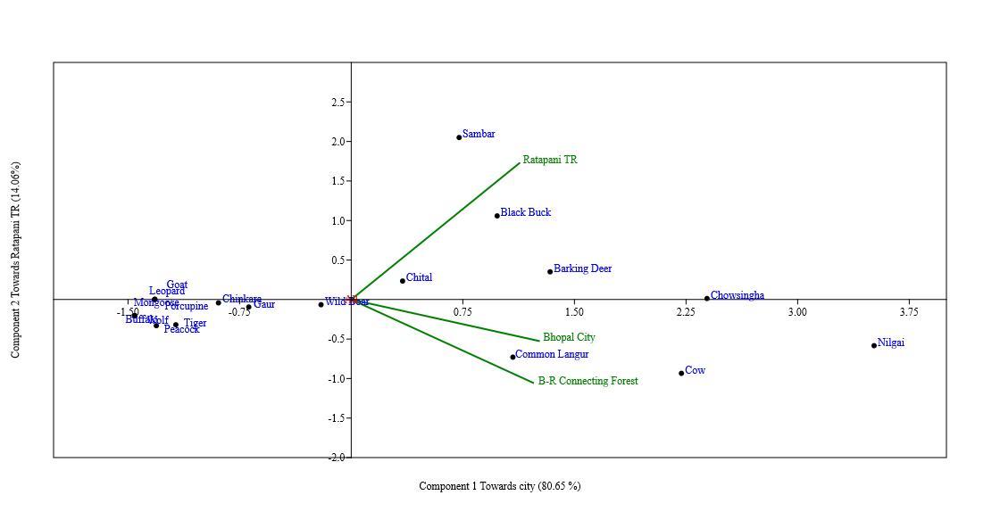 2.5
2.0
Sambar
Ratapani TR
1.5
1.0
Black Buck
0.5
Barking Deer
Chital
Goat
Leopard
Chinkara
Chowsingha
Mongoose
Porcupine
Gaur
Wild Boar
-1.50
-0.75
0.75
1.50
2.25
3.00
3.75
Buffalo
Wolf
Tiger
Peacock
-0.5
Bhopal City
Nilgai
Common Langur
-1.0
Cow
B-R Connecting Forest
-1.5
-2.0
Component 1 Towards city (80.65 %)
Component 2 Towards Ratapani TR (14.06%)